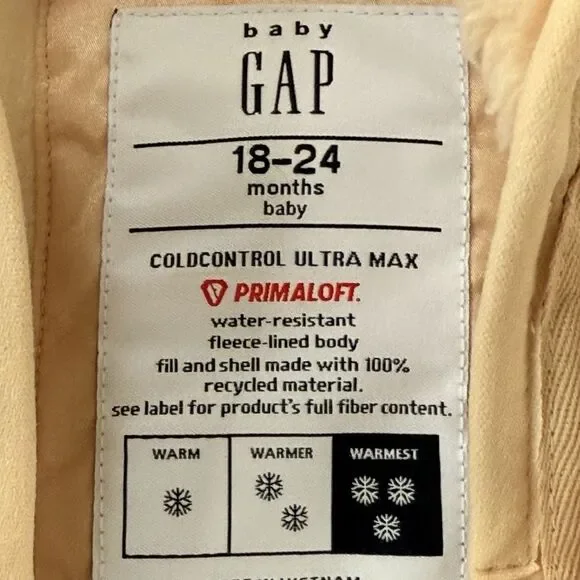 baby
GAP
18-24
months
baby
COLDCONTROL ULTRA MAX
PRIMALOFT.
water-resistant
fleece-lined body
fill and shell made with 100%
recycled material.
see label for product's full fiber content.
WARM WARMER WARMEST